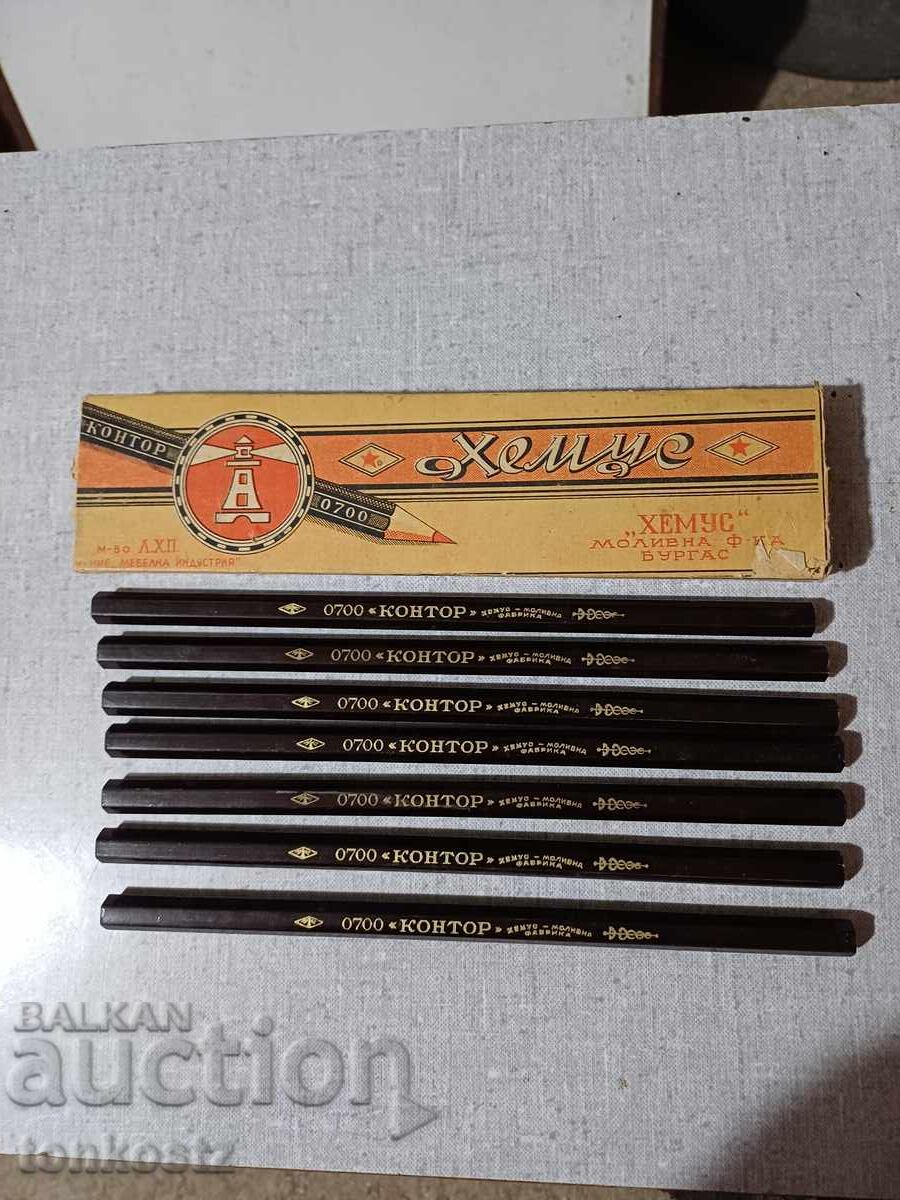 КОНТОР
0700
Хемус
„ХЕМУС“
МОЛИВНА Ф-КА
БУРГАС
М-ВО Л.Х.П.
"МЕБЕЛНА ИНДУСТРИЯ"
0700 «КОНТОР» ХЕМУС – МОЛИВНА
ФАБРИКА
0700 «КОНТОР» ХЕМУС – МОЛИВНА
ФАБРИКА
0700 «КОНТОР» ХЕМУС – МОЛИВНА
ФАБРИКА
0700 «КОНТОР» ХЕМУС – МОЛИВНА
ФАБРИКА
0700 «КОНТОР» ХЕМУС – МОЛИВНА
ФАБРИКА
0700 «КОНТОР» ХЕМУС – МОЛИВНА
ФАБРИКА
0700 «КОНТОР» ХЕМУС – МОЛИВНА
ФАБРИКА
BALKAN
auction
tonkostz